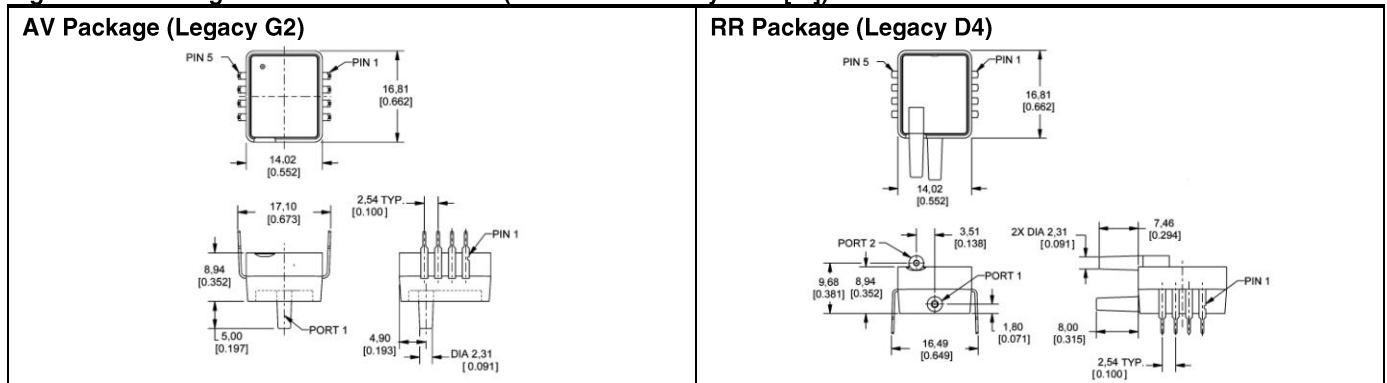 AV Package (Legacy G2)
PIN 5
PIN 1
16,81
[0.662]
14,02
[0.552]
17,10
[0.673]
2,54 TYP.
[0.100]
PIN 1
8,94
[0.352]
5,00
[0.197]
PORT 1
4,90
[0.193]
DIA 2,31
[0.091]
RR Package (Legacy D4)
PIN 5
PIN 1
16,81
[0.662]
14,02
[0.552]
3,51
[0.138]
PORT 2
PORT 1
9,68
[0.381]
8,94
[0.352]
1,80
[0.071]
16,49
[0.649]
2X DIA 2,31
[0.091]
7,46
[0.294]
PIN 1
8,00
[0.315]
2,54 TYP.
[0.100]